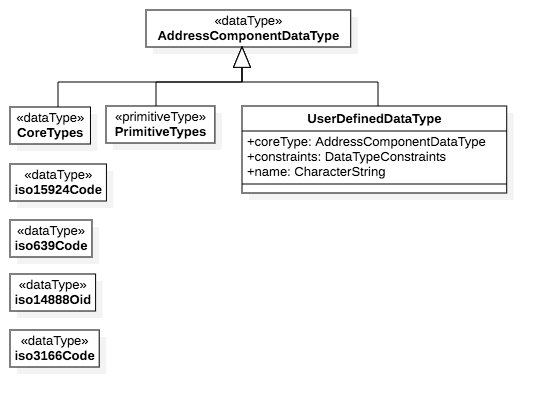 «dataType»
AddressComponentDataType
«dataType»
CoreTypes
«primitiveType»
PrimitiveTypes
UserDefinedDataType
+coreType: AddressComponentDataType
+constraints: DataTypeConstraints
+name: CharacterString
«dataType»
iso15924Code
«dataType»
iso639Code
«dataType»
iso14888Oid
«dataType»
iso3166Code